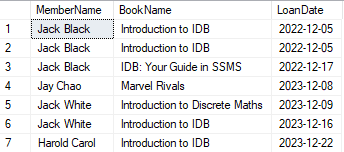 MemberName BookName LoanDate
1 Jack Black Introduction to IDB 2022-12-05
2 Jack Black Introduction to IDB 2022-12-05
3 Jack Black IDB: Your Guide in SSMS 2022-12-17
4 Jay Chao Marvel Rivals 2023-12-08
5 Jack White Introduction to Discrete Maths 2023-12-09
6 Jack White Introduction to IDB 2023-12-16
7 Harold Carol Introduction to IDB 2023-12-22